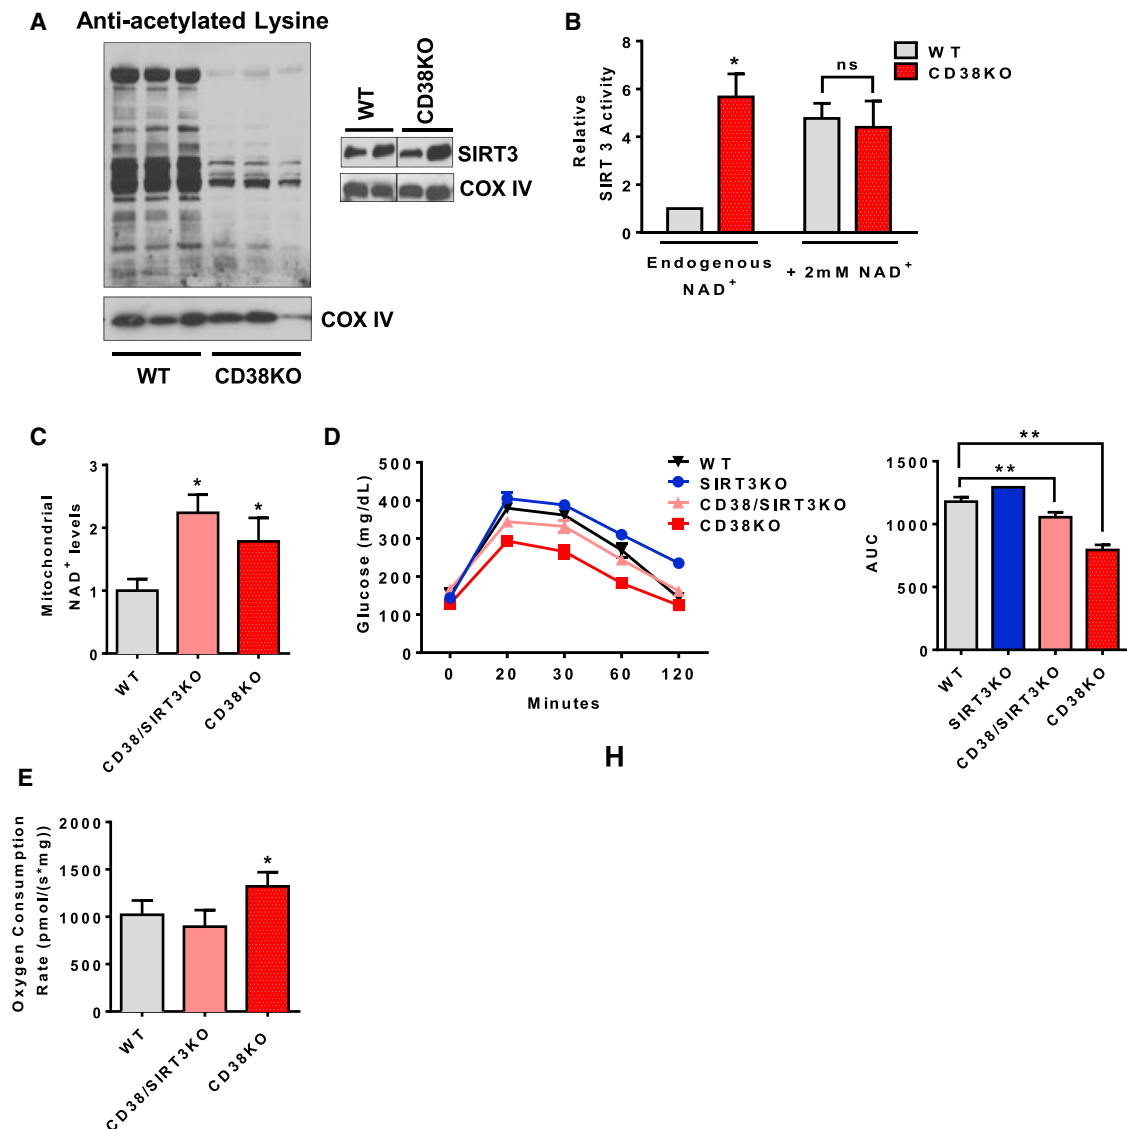 A
Anti-acetylated Lysine
COX IV
WT CD38KO
WT
CD38KO
SIRT3
COX IV
B
Relative
SIRT 3 Activity
8
6
4
2
0
*
ns
WT
CD38KO
Endogenous
NAD+
+ 2mM NAD+
C
Mitochondrial
NAD+ levels
3
2
1
0
*
*
WT
CD38/SIRT3KO
CD38KO
D
Glucose (mg/dL)
500
400
300
200
100
0
0 20 30 60 120
Minutes
WT
SIRT3KO
CD38/SIRT3KO
CD38KO
AUC
1500
1000
500
0
**
**
WT
SIRT3KO
CD38/SIRT3KO
CD38KO
H
E
Oxygen Consumption
Rate (pmol/(s*mg))
2000
1500
1000
500
0
*
WT
CD38/SIRT3KO
CD38KO